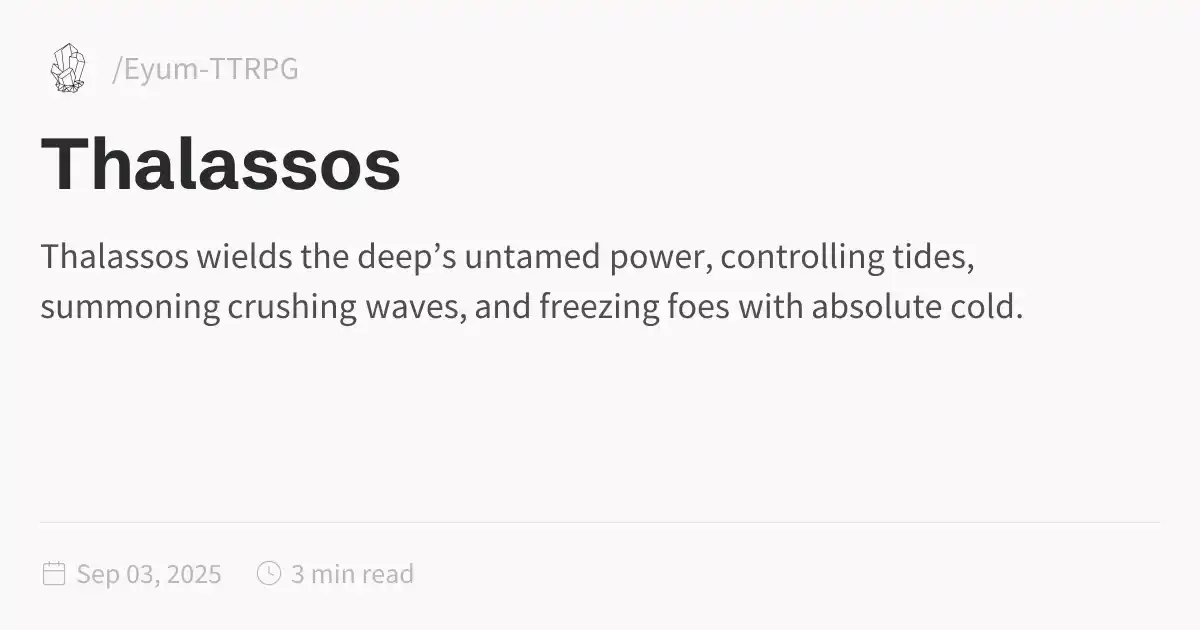 /Eyum-TTRPG
Thalassos
Thalassos wields the deep’s untamed power, controlling tides,
summoning crushing waves, and freezing foes with absolute cold.
Sep 03, 2025 3 min read